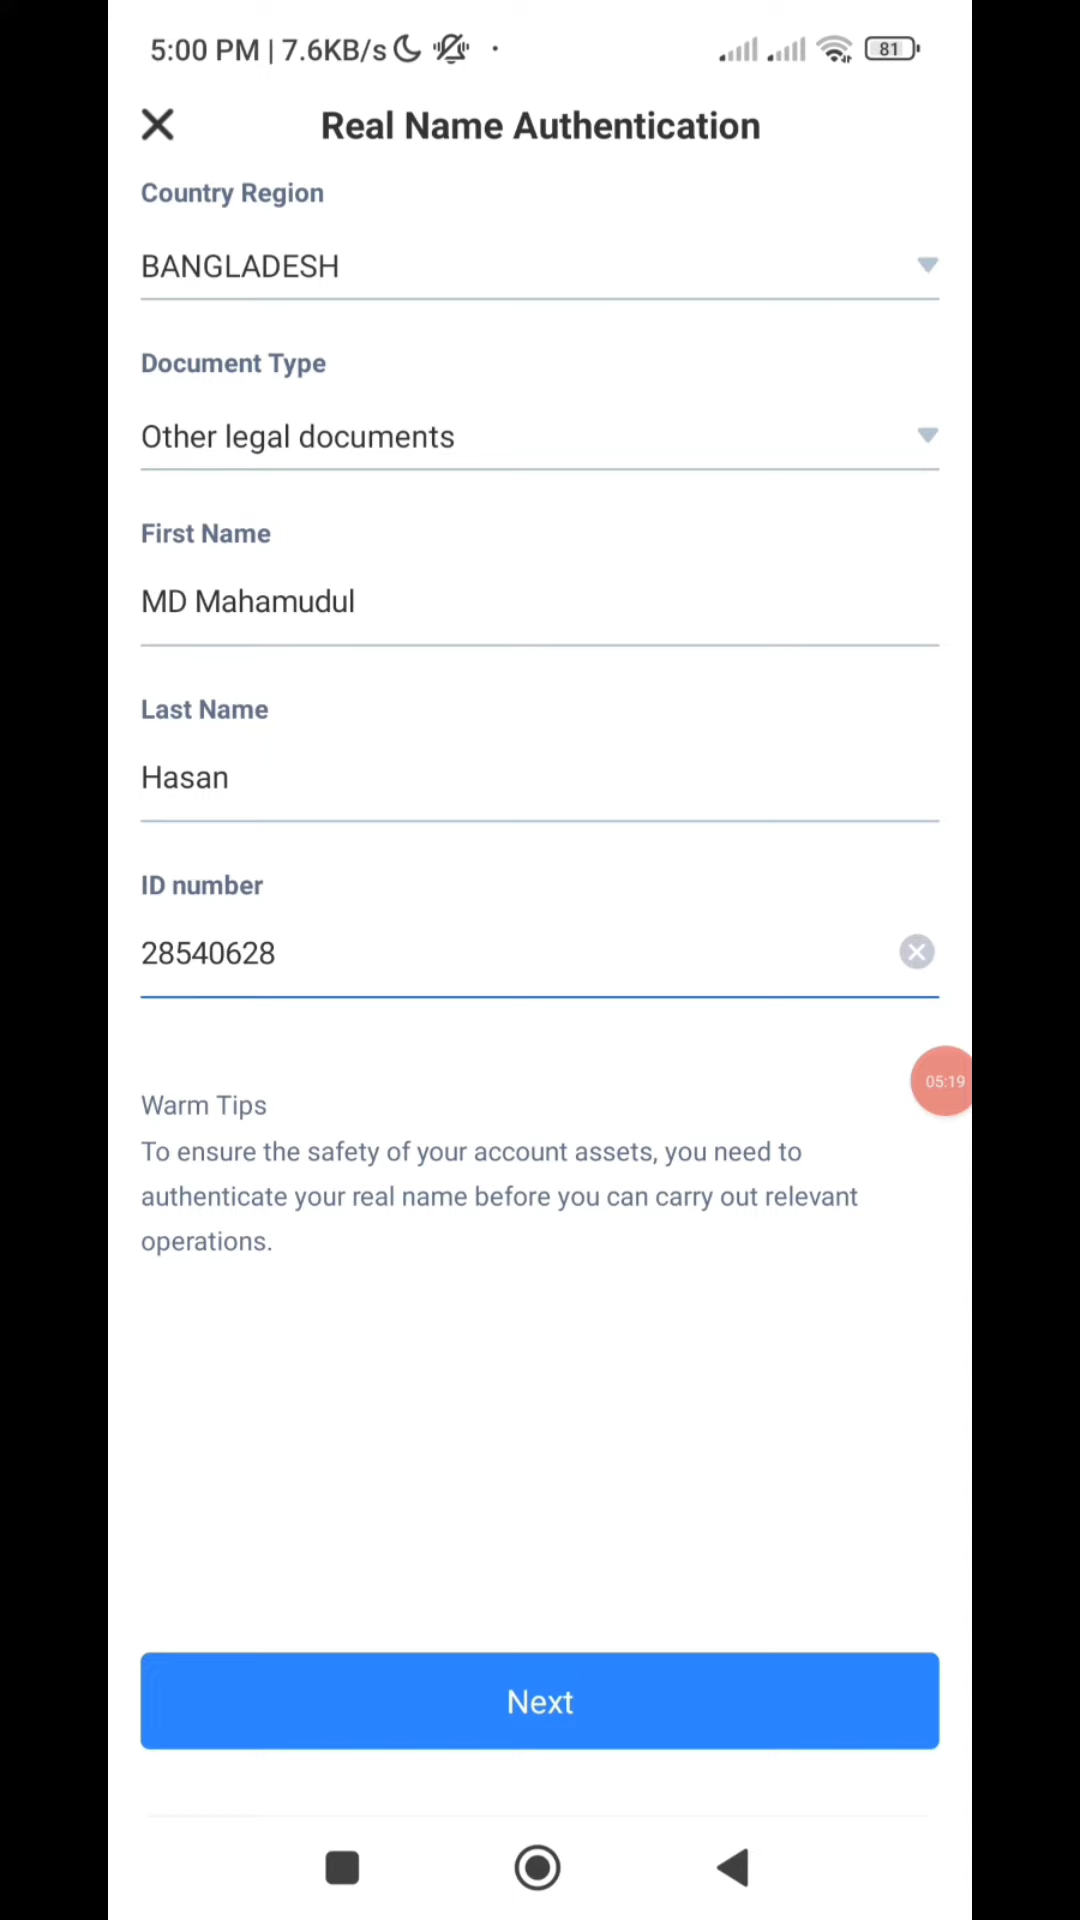 5:00 PM | 7.6KB/s
81
Real Name Authentication
Country Region
BANGLADESH
Document Type
Other legal documents
First Name
MD Mahamudul
Last Name
Hasan
ID number
28540628
05:19
Warm Tips
To ensure the safety of your account assets, you need to
authenticate your real name before you can carry out relevant
operations.
Next